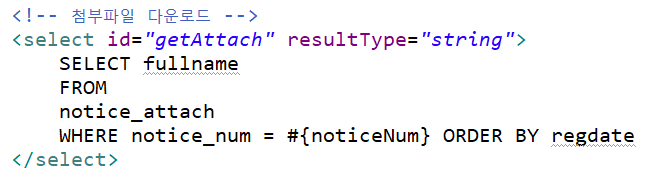 <!-- 첨부파일 다운로드 -->
<select id="getAttach" resultType="string">
SELECT fullname
FROM
notice_attach
WHERE notice_num = #{noticeNum} ORDER BY regdate
</select>